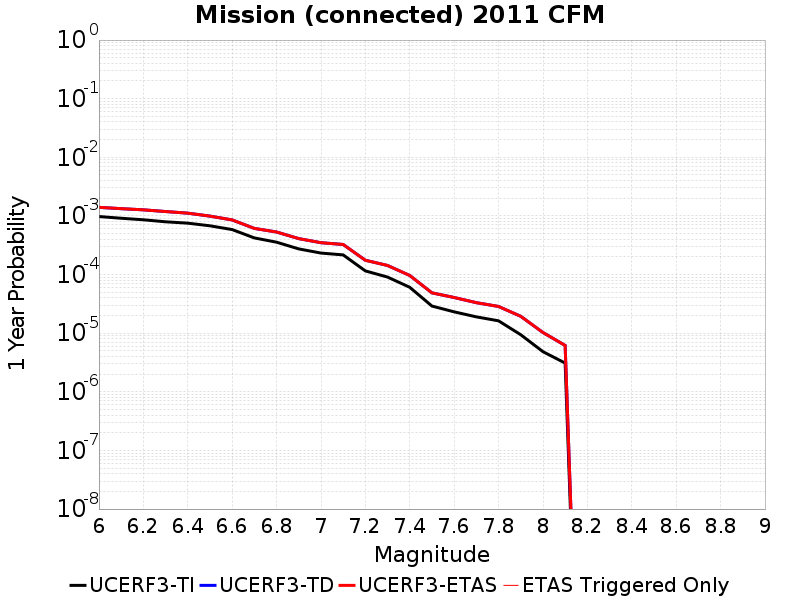 Mission (connected) 2011 CFM
1 Year Probability
10^0
10^-1
10^-2
10^-3
10^-4
10^-5
10^-6
10^-7
10^-8
6 6.2 6.4 6.6 6.8 7 7.2 7.4 7.6 7.8 8 8.2 8.4 8.6 8.8 9
Magnitude
UCERF3-TI UCERF3-TD UCERF3-ETAS ETAS Triggered Only